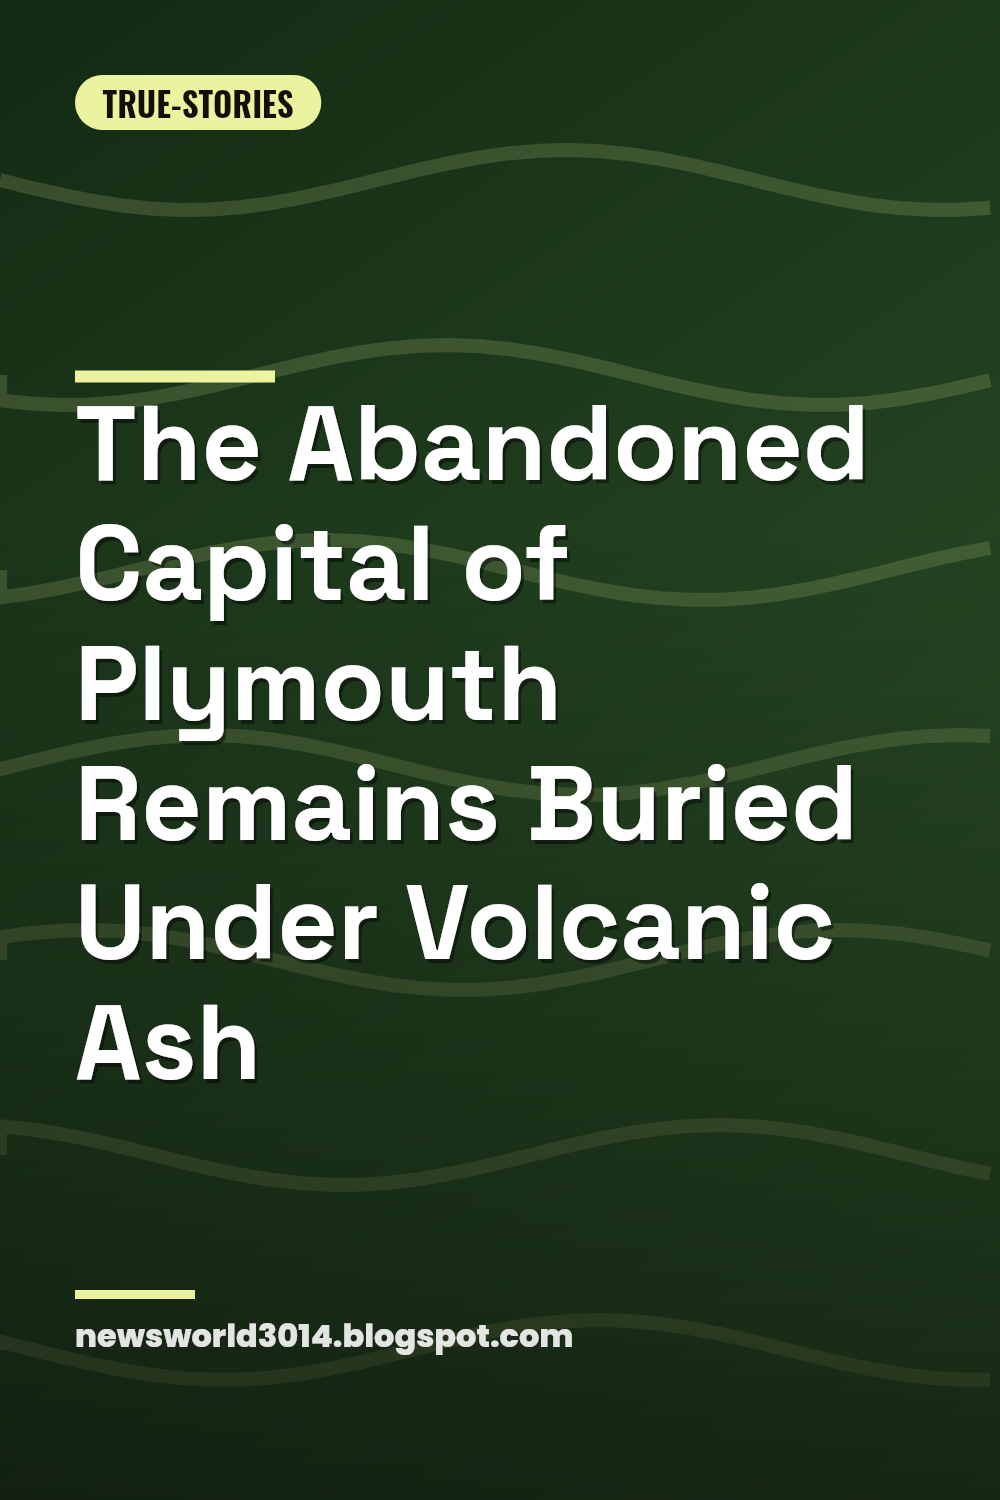 TRUE-STORIES
The Abandoned
Capital of
Plymouth
Remains Buried
Under Volcanic
Ash
newsworld3014.blogspot.com